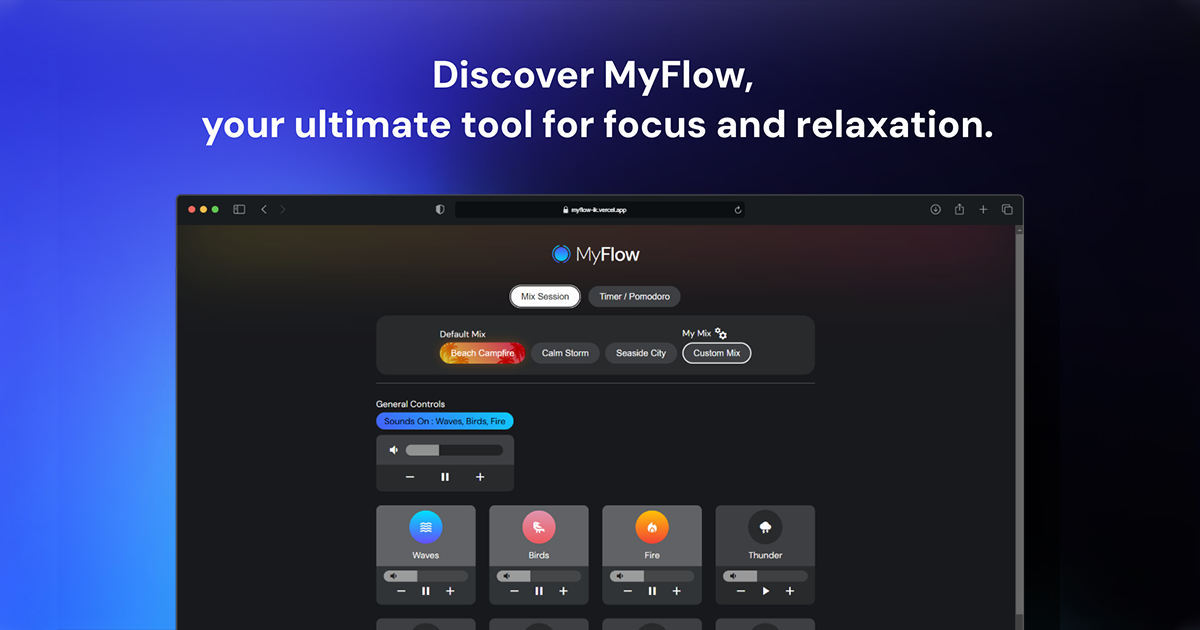 Discover MyFlow,
your ultimate tool for focus and relaxation.
myflow-lk.vercel.app
MyFlow
Mix Session
Timer / Pomodoro
Default Mix
My Mix
Beach Campfire
Calm Storm
Seaside City
Custom Mix
General Controls
Sounds On : Waves, Birds, Fire
Waves
Birds
Fire
Thunder